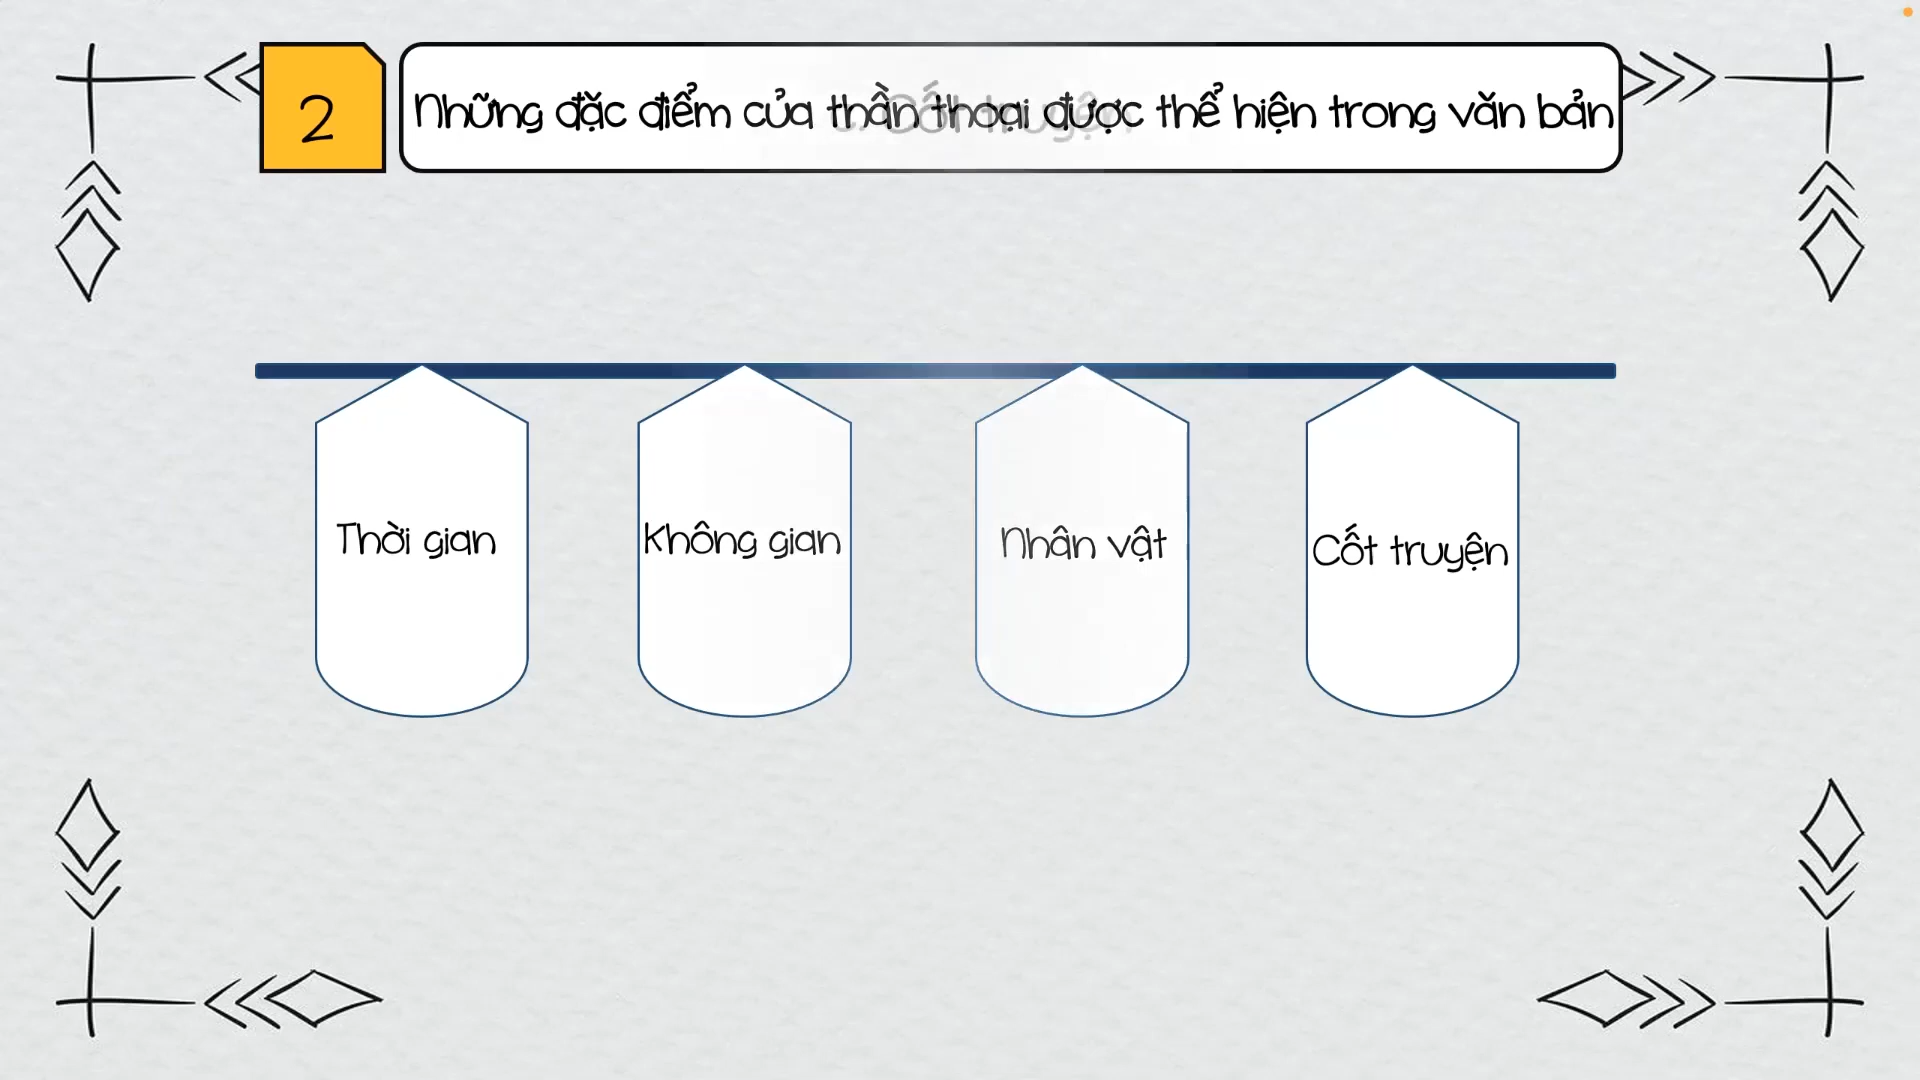 2
Những đặc điểm của thần thoại được thể hiện trong văn bản
Thời gian
Không gian
Nhân vật
Cốt truyện